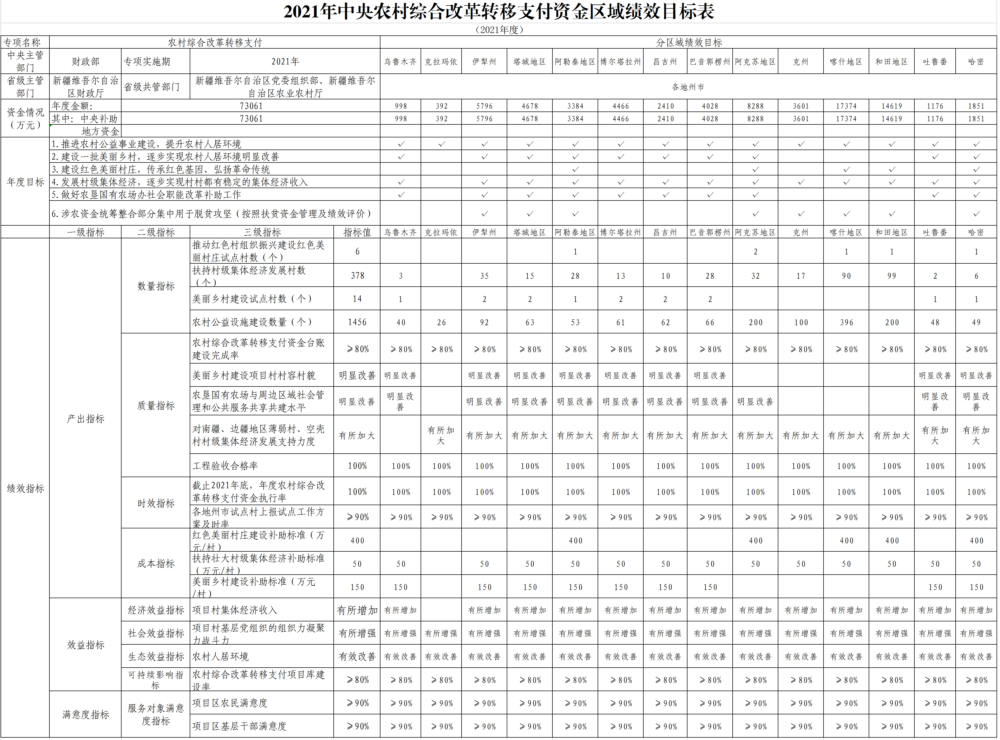 2021年中央农村综合改革转移支付资金区域绩效目标表
（2021年度）
专项名称 农村综合改革转移支付 分区域绩效目标
中央主管部门 财政部 专项实施期 2021年 乌鲁木齐 克拉玛依 伊犁州 塔城地区 阿勒泰地区 博尔塔拉州 昌吉州 巴音郭楞州 阿克苏地区 克州 喀什地区 和田地区 吐鲁番 哈密
省级主管部门 新疆维吾尔自治区财政厅 省级共管部门 新疆维吾尔自治区党委组织部、新疆维吾尔自治区农业农村厅 各地州市
资金情况（万元） 年度金额： 73061 998 392 5796 4678 3384 4466 2410 4028 8288 3601 17374 14619 1176 1851
其中：中央补助 73061 998 392 5796 4678 3384 4466 2410 4028 8288 3601 17374 14619 1176 1851
地方资金
年度目标
1.推进农村公益事业建设，提升农村人居环境 √ √ √ √ √ √ √ √ √ √ √ √ √ √
2.建设一批美丽乡村，逐步实现农村人居环境明显改善 √ √ √ √ √ √ √ √ √ √
3.建设红色美丽村庄，传承红色基因、弘扬革命传统 √ √ √ √ √
4.发展村级集体经济，逐步实现村村都有稳定的集体经济收入 √ √ √ √ √ √ √ √ √ √ √ √ √
5.做好农垦国有农场办社会职能改革补助工作 √ √ √ √ √ √ √ √ √ √
6.涉农资金统筹整合部分集中用于脱贫攻坚（按照扶贫资金管理及绩效评价） √ √ √ √ √ √ √ √
一级指标 二级指标 三级指标 指标值 乌鲁木齐 克拉玛依 伊犁州 塔城地区 阿勒泰地区 博尔塔拉州 昌吉州 巴音郭楞州 阿克苏地区 克州 喀什地区 和田地区 吐鲁番 哈密
绩效指标
产出指标
数量指标
推动红色村组织振兴建设红色美丽村庄试点村数（个） 6 1 2 1 1 1
扶持村级集体经济发展村数（个） 378 3 35 15 28 13 10 28 32 17 90 99 2 6
美丽乡村建设试点村数（个） 14 1 2 2 1 2 2 2 1 1
农村公益设施建设数量（个） 1456 40 26 92 63 53 61 62 66 200 100 396 200 48 49
质量指标
农村综合改革转移支付资金台账建设完成率 ≥80% ≥80% ≥80% ≥80% ≥80% ≥80% ≥80% ≥80% ≥80% ≥80% ≥80% ≥80% ≥80% ≥80% ≥80%
美丽乡村建设项目村村容村貌 明显改善 明显改善 明显改善 明显改善 明显改善 明显改善 明显改善 明显改善 明显改善 明显改善
农垦国有农场与周边区域社会管理和公共服务共享共建水平 明显改善 明显改善 明显改善 明显改善 明显改善 明显改善 明显改善 明显改善 明显改善 明显改善 明显改善
对南疆、边疆地区薄弱村、空壳村村级集体经济发展支持力度 有所加大 有所加大 有所加大 有所加大 有所加大 有所加大 有所加大 有所加大 有所加大 有所加大 有所加大 有所加大 有所加大 有所加大
工程验收合格率 100% 100% 100% 100% 100% 100% 100% 100% 100% 100% 100% 100% 100% 100% 100%
时效指标
截止2021年底，年度农村综合改革转移支付资金执行率 100% 100% 100% 100% 100% 100% 100% 100% 100% 100% 100% 100% 100% 100% 100%
各地州市试点村上报试点工作方案及时率 ≥90% ≥90% ≥90% ≥90% ≥90% ≥90% ≥90% ≥90% ≥90% ≥90% ≥90% ≥90% ≥90% ≥90% ≥90%
成本指标
红色美丽村庄建设补助标准（万元/村） 400 400 400 400 400 400
扶持壮大村级集体经济补助标准（万元/村） 50 50 50 50 50 50 50 50 50 50 50 50 50 50
美丽乡村建设补助标准（万元/村） 150 150 150 150 150 150 150 150 150 150
效益指标
经济效益指标 项目村集体经济收入 有所增加 有所增加 有所增加 有所增加 有所增加 有所增加 有所增加 有所增加 有所增加 有所增加 有所增加 有所增加 有所增加 有所增加
社会效益指标 项目村基层党组织的组织力凝聚力战斗力 有所增强 有所增强 有所增强 有所增强 有所增强 有所增强 有所增强 有所增强 有所增强 有所增强 有所增强 有所增强 有所增强 有所增强 有所增强
生态效益指标 农村人居环境 有效改善 有效改善 有效改善 有效改善 有效改善 有效改善 有效改善 有效改善 有效改善 有效改善 有效改善 有效改善 有效改善 有效改善 有效改善
可持续影响指标 农村综合改革转移支付项目库建设率 ≥80% ≥80% ≥80% ≥80% ≥80% ≥80% ≥80% ≥80% ≥80% ≥80% ≥80% ≥80% ≥80% ≥80% ≥80%
满意度指标 服务对象满意度指标
项目区农民满意度 ≥90% ≥90% ≥90% ≥90% ≥90% ≥90% ≥90% ≥90% ≥90% ≥90% ≥90% ≥90% ≥90% ≥90% ≥90%
项目区基层干部满意度 ≥90% ≥90% ≥90% ≥90% ≥90% ≥90% ≥90% ≥90% ≥90% ≥90% ≥90% ≥90% ≥90% ≥90% ≥90%